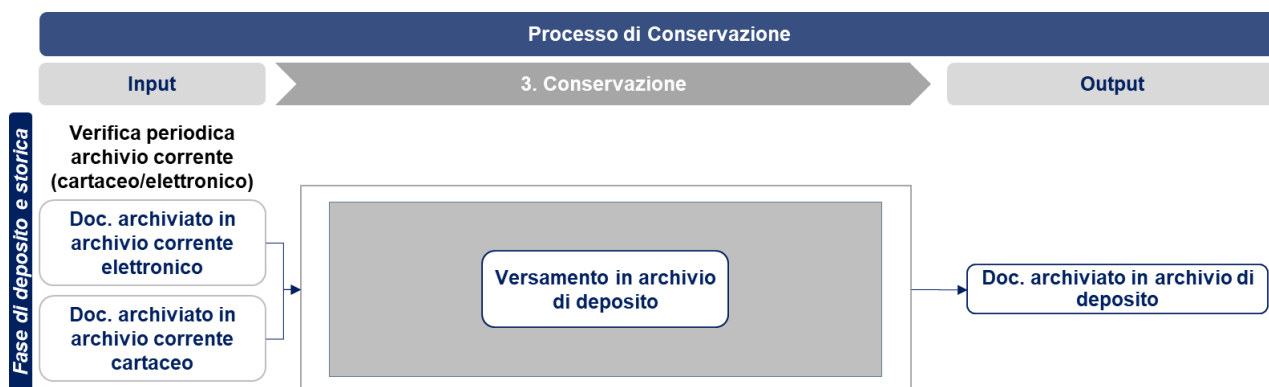 Processo di Conservazione
Input
3. Conservazione
Output
Fase di deposito e storica
Verifica periodica
archivio corrente
(cartaceo/elettronico)
Doc. archiviato in
archivio corrente
elettronico
Doc. archiviato in
archivio corrente
cartaceo
Versamento in archivio
di deposito
Doc. archiviato in archivio di
deposito